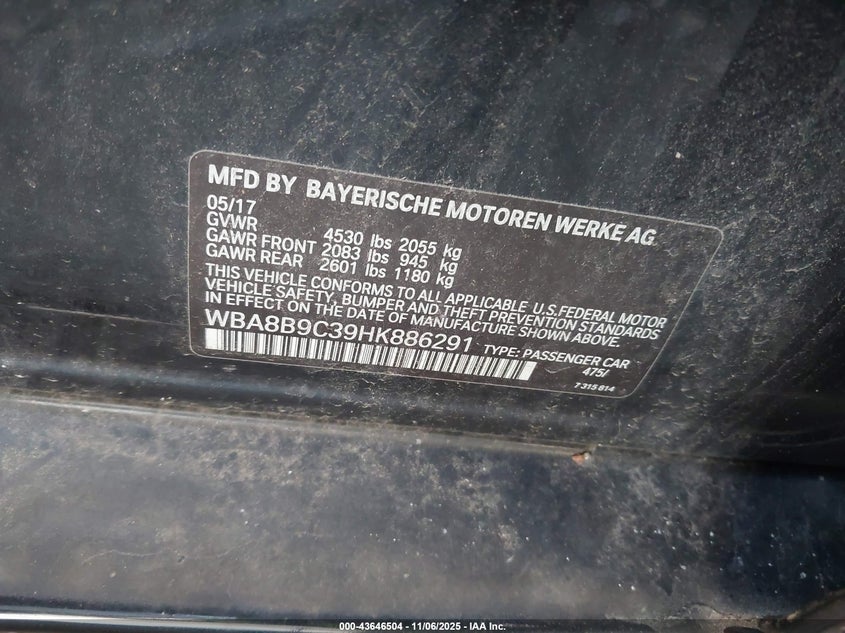 MFD BY BAYERISCHE MOTOREN WERKE AG
05/17
GVWR 4530 lbs 2055 kg
GAWR FRONT 2083 lbs 945 kg
GAWR REAR 2601 lbs 1180 kg
THIS VEHICLE CONFORMS TO ALL APPLICABLE U.S.FEDERAL MOTOR
VEHICLE SAFETY, BUMPER AND THEFT PREVENTION STANDARDS
IN EFFECT ON THE DATE OF MANUFACTURE SHOWN ABOVE.
WBA8B9C39HK886291 TYPE: PASSENGER CAR
475/
7 315 814
000-43646504 - 11/06/2025 - IAA Inc.